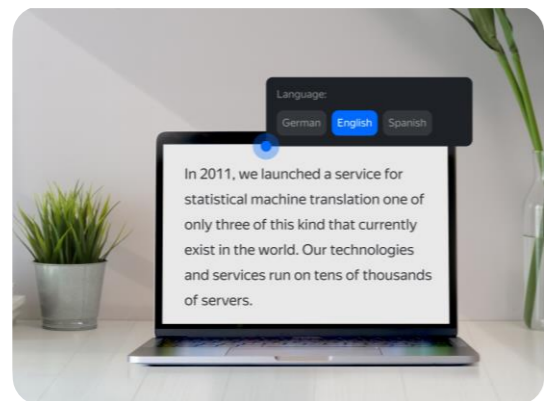 Language:
German English Spanish
In 2011, we launched a service for
statistical machine translation one of
only three of this kind that currently
exist in the world. Our technologies
and services run on tens of thousands
of servers.